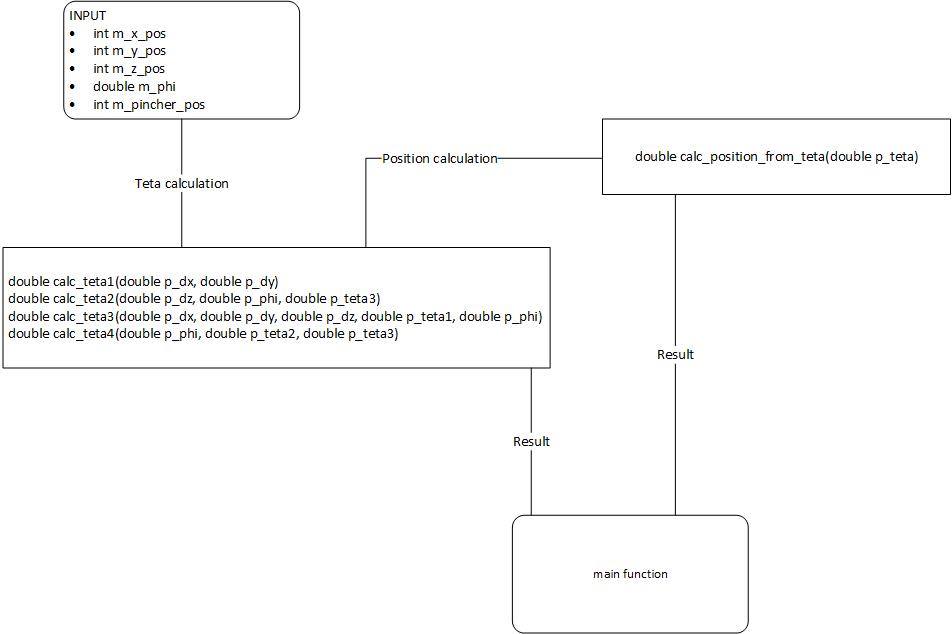 INPUT
• int m_x_pos
• int m_y_pos
• int m_z_pos
• double m_phi
• int m_pincher_pos
Position calculation
double calc_position_from_teta(double p_teta)
Teta calculation
double calc_teta1(double p_dx, double p_dy)
double calc_teta2(double p_dz, double p_phi, double p_teta3)
double calc_teta3(double p_dx, double p_dy, double p_dz, double p_teta1, double p_phi)
double calc_teta4(double p_phi, double p_teta2, double p_teta3)
Result
Result
main function